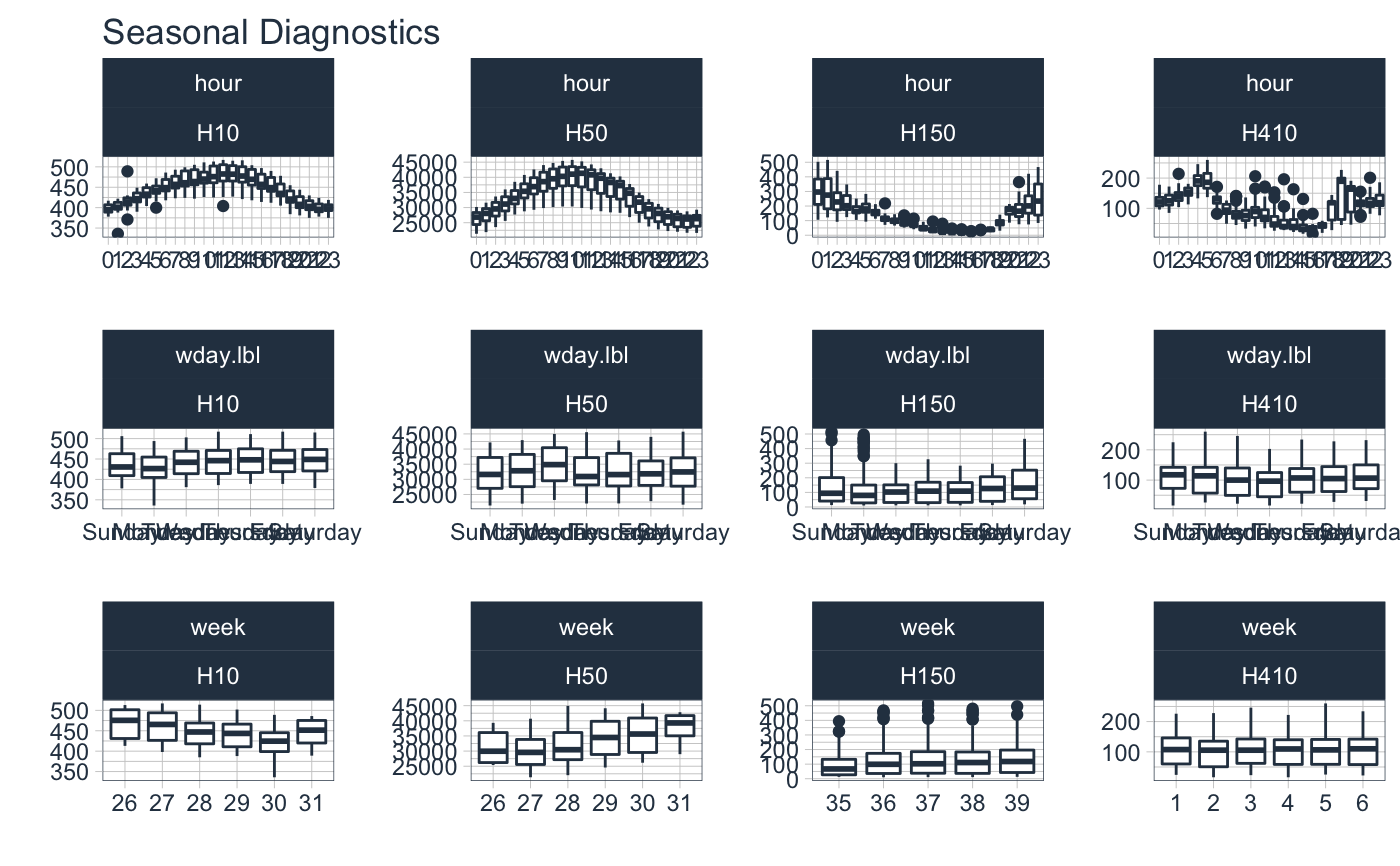 Seasonal Diagnostics
hour hour hour hour
H10 H50 H150 H410
500 45000 500 200
450 40000 400 100
400 35000 300
350 30000 200
25000 100
0
wday.lbl wday.lbl wday.lbl wday.lbl
H10 H50 H150 H410
500 45000 500 200
450 40000 400 100
400 35000 300
350 30000 200
25000 100
0
week week week week
H10 H50 H150 H410
500 45000 500 200
450 40000 400 100
400 35000 300
350 30000 200
25000 100
0
26 27 28 29 30 31 26 27 28 29 30 31 35 36 37 38 39 1 2 3 4 5 6